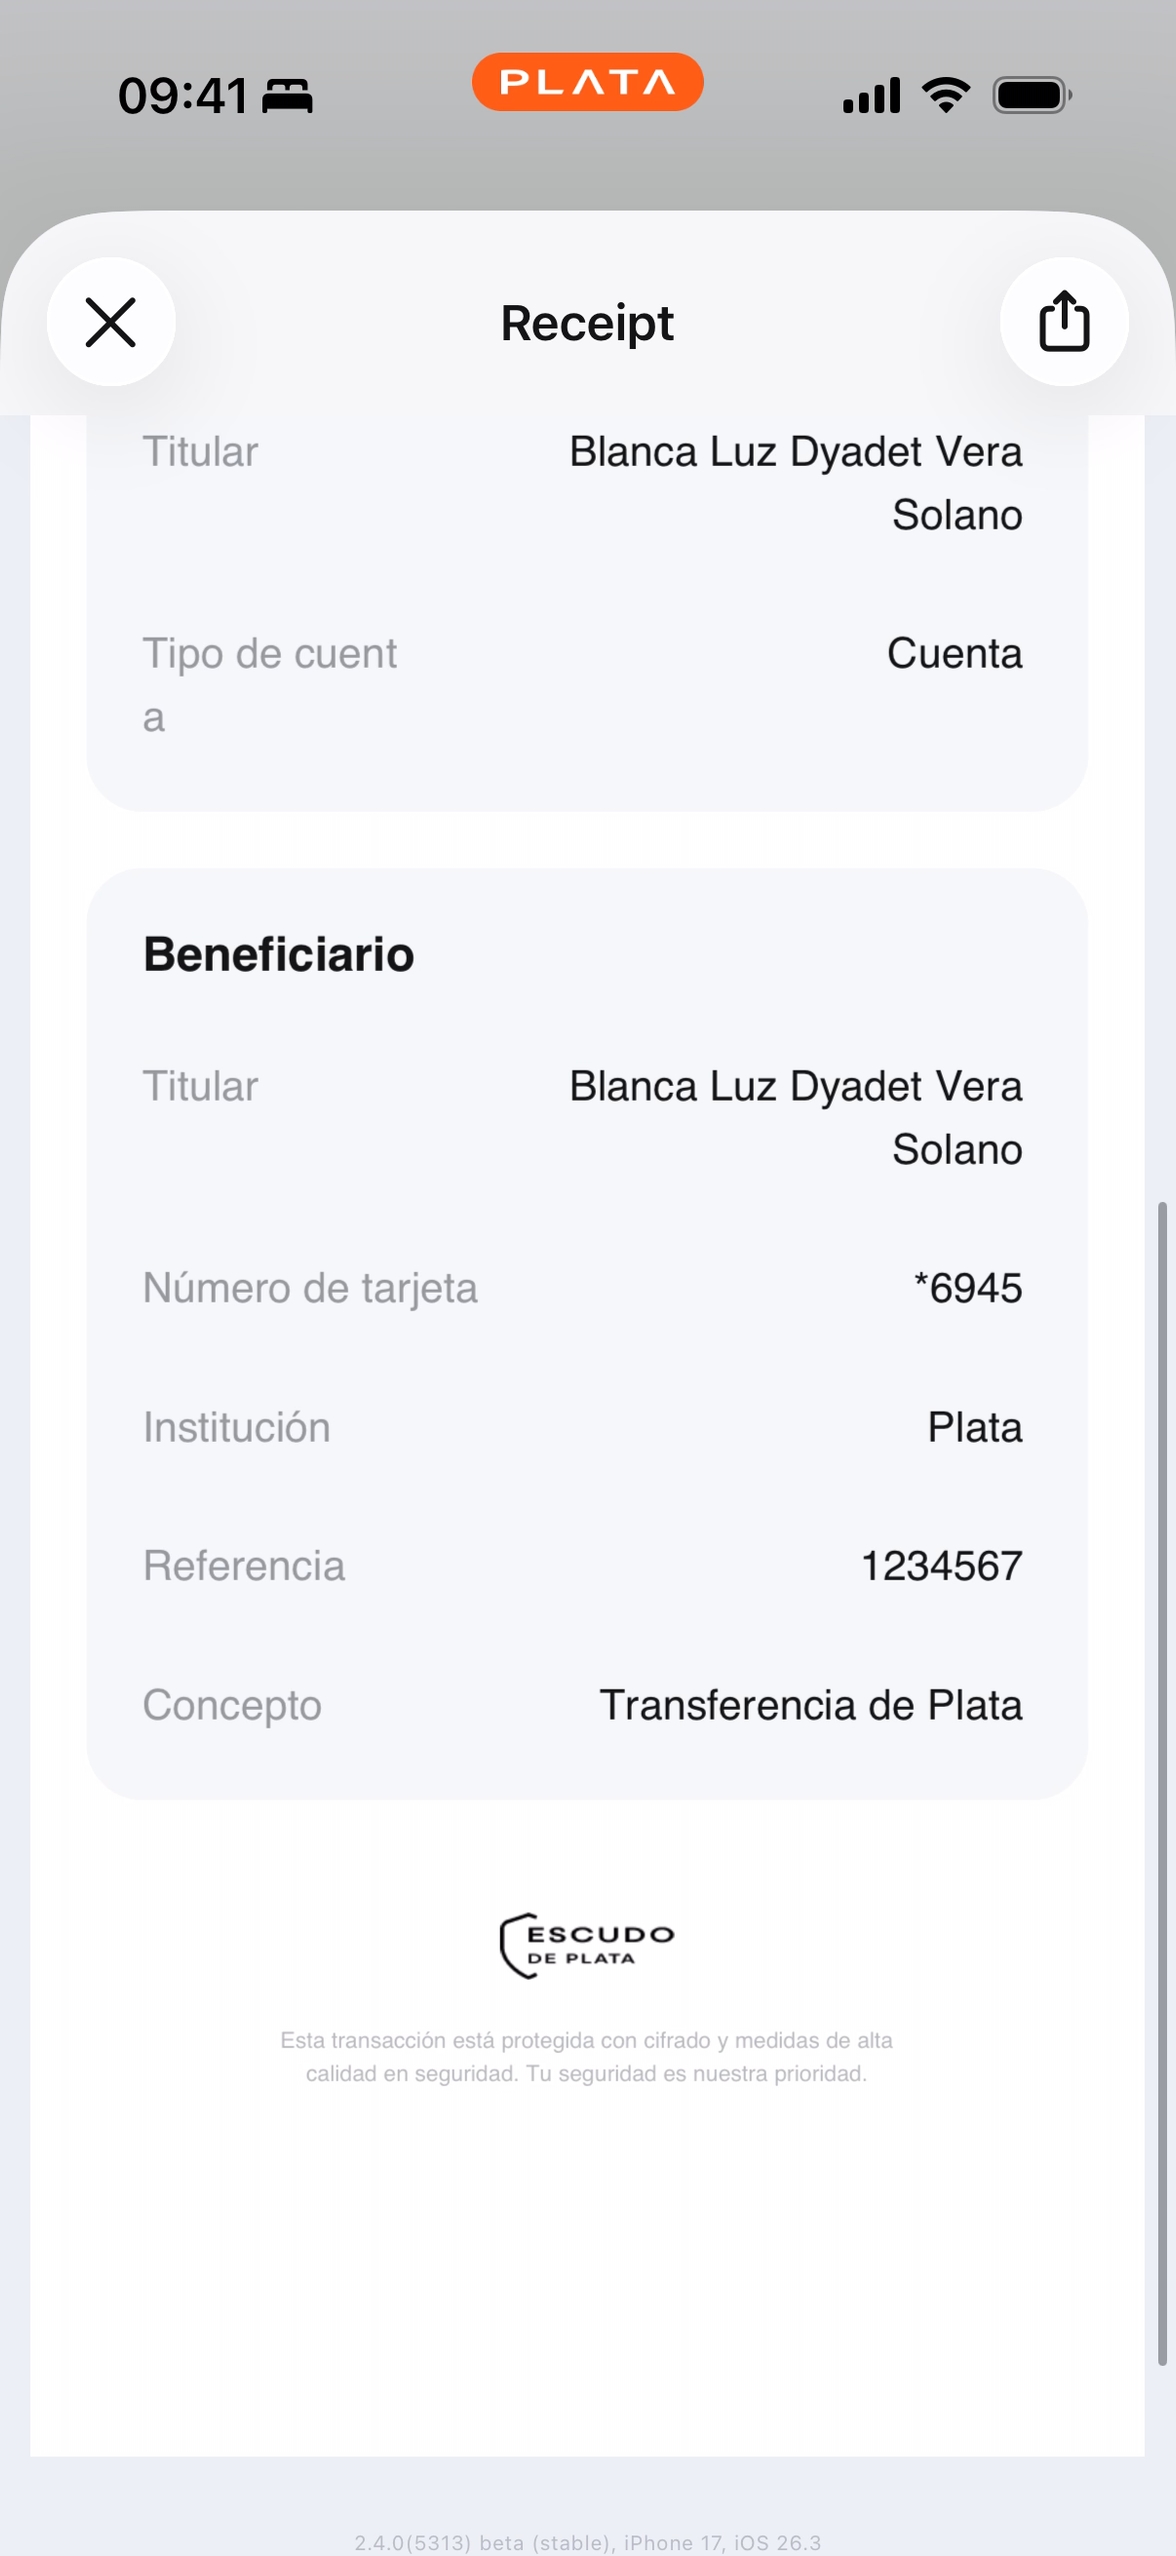 09:41
PLATA
Receipt
Titular Blanca Luz Dyadet Vera
Solano
Tipo de cuent Cuenta
a
Beneficiario
Titular Blanca Luz Dyadet Vera
Solano
Número de tarjeta *6945
Institución Plata
Referencia 1234567
Concepto Transferencia de Plata
ESCUDO
DE PLATA
Esta transacción está protegida con cifrado y medidas de alta
calidad en seguridad. Tu seguridad es nuestra prioridad.
2.4.0(5313) beta (stable), iPhone 17, iOS 26.3